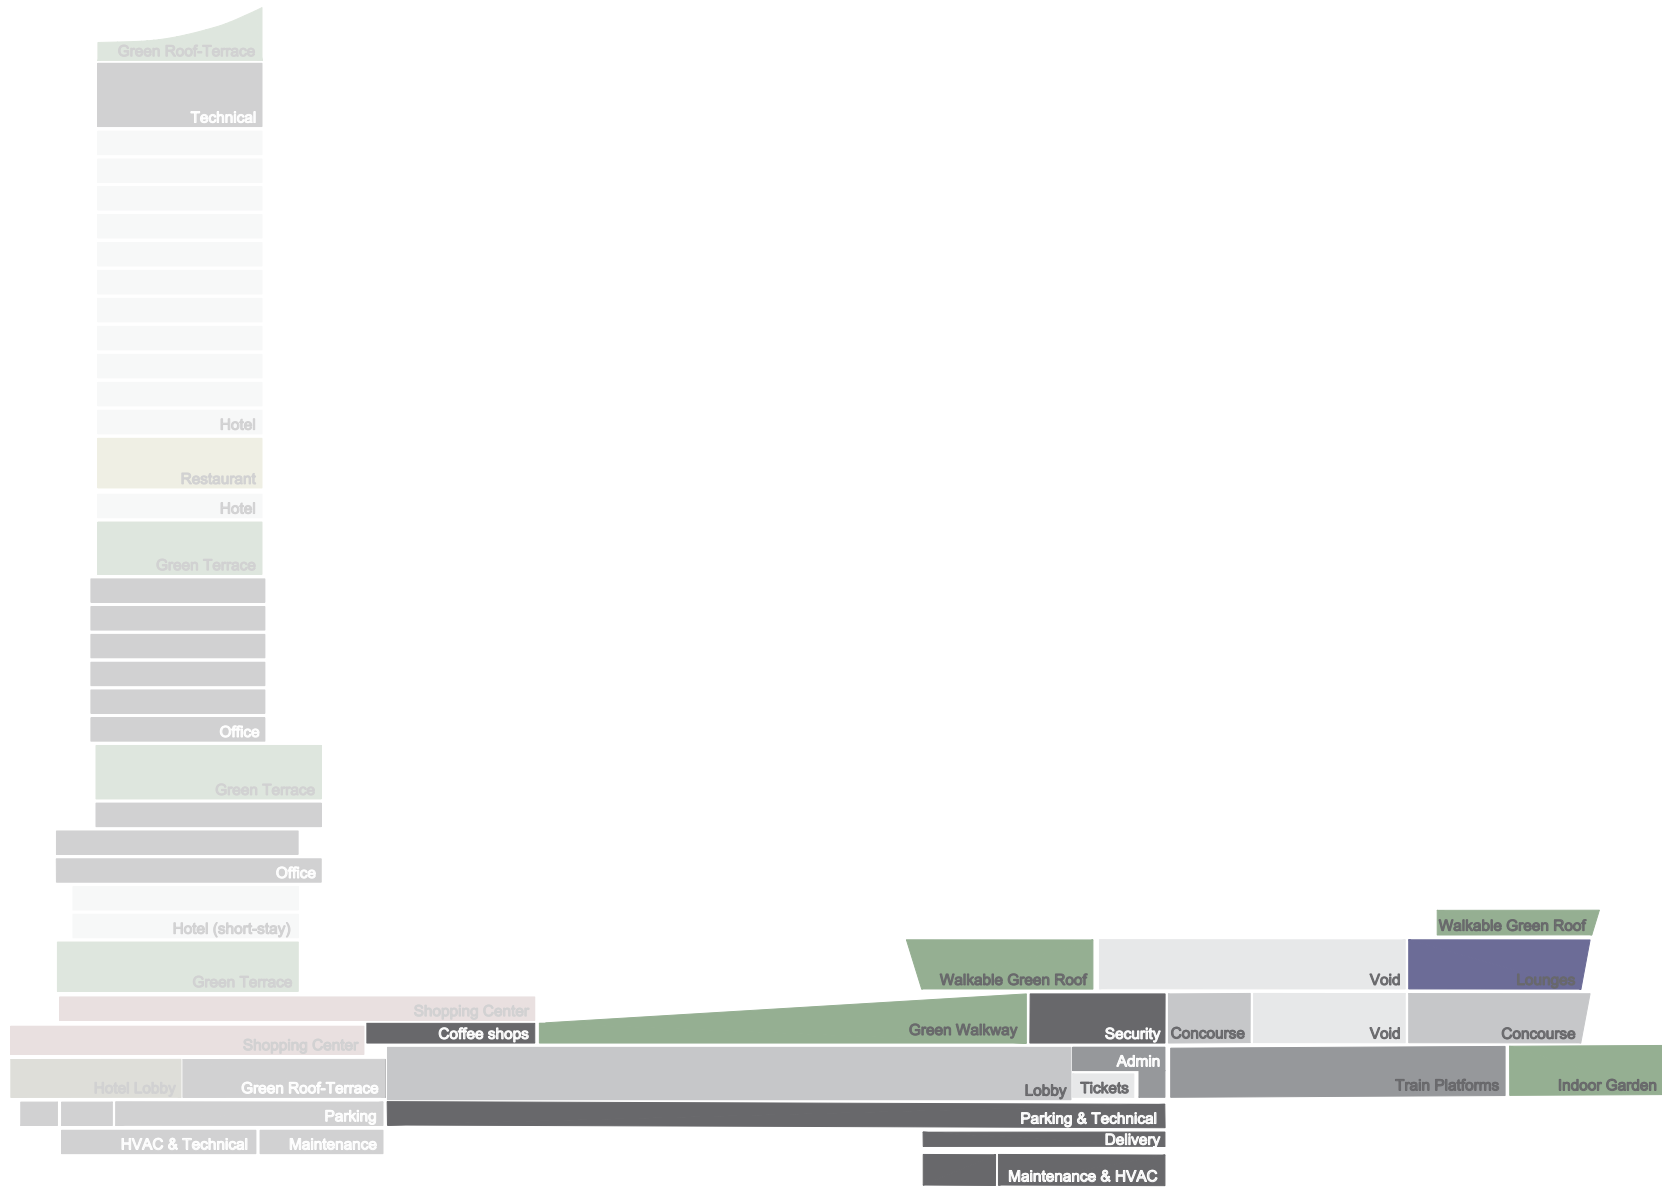 Green Roof-Terrace
Technical
Hotel
Restaurant
Hotel
Green Terrace
Office
Green Terrace
Office
Hotel (short-stay)
Green Terrace
Shopping Center
Shopping Center
Hotel Lobby
Green Roof-Terrace
Parking
HVAC & Technical
Maintenance
Walkable Green Roof
Walkable Green Roof
Void
Lounges
Coffee shops
Green Walkway
Security
Concourse
Void
Concourse
Lobby
Admin
Tickets
Train Platforms
Indoor Garden
Parking & Technical
Delivery
Maintenance & HVAC